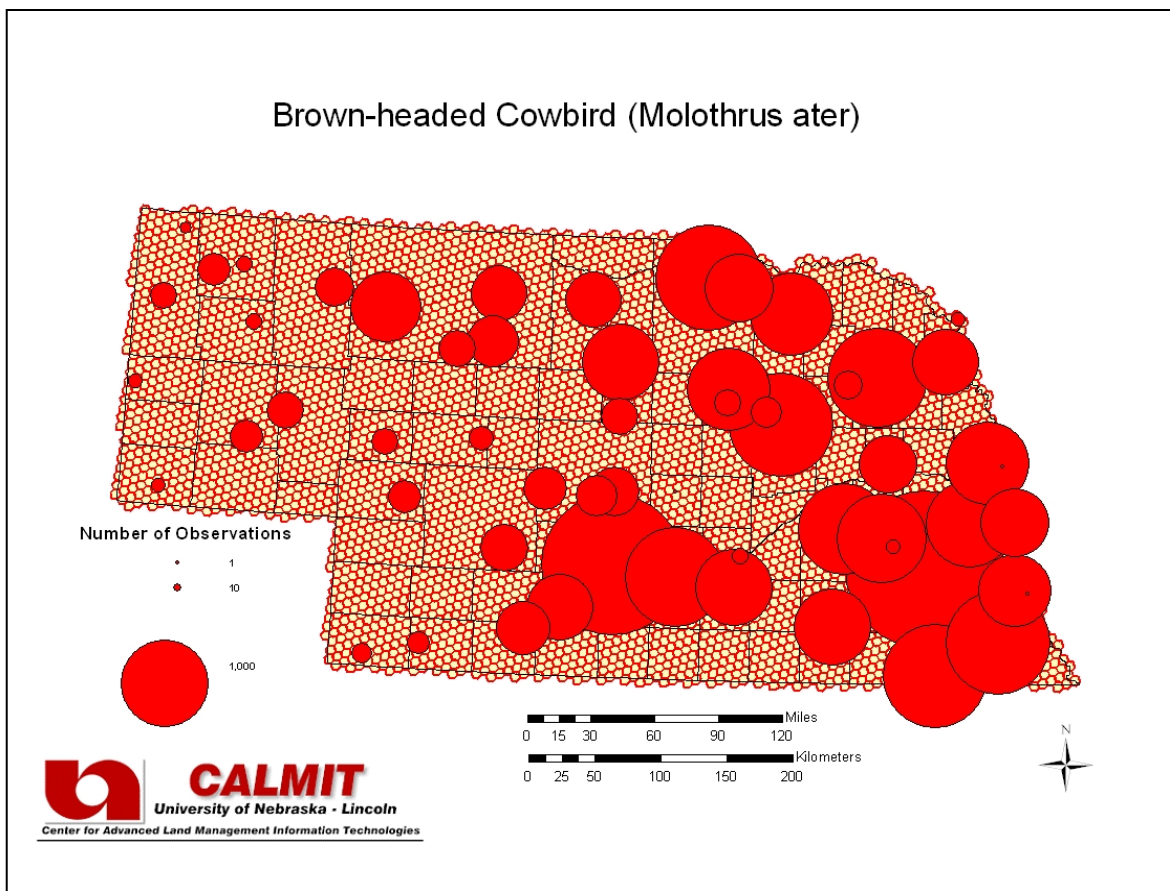 Brown-headed Cowbird (Molothrus ater)
Number of Observations
1
10
1,000
Miles
0 15 30 60 90 120
Kilometers
0 25 50 100 150 200
N
CALMIT
University of Nebraska - Lincoln
Center for Advanced Land Management Information Technologies